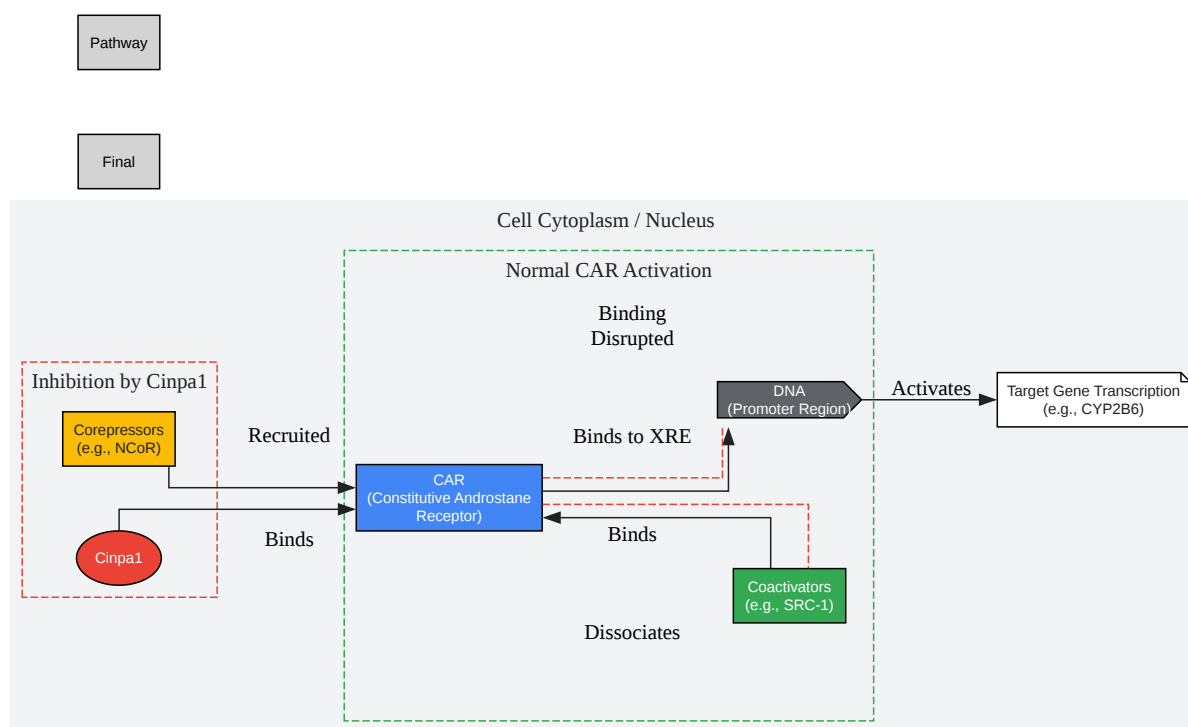 Pathway
Final
Cell Cytoplasm / Nucleus
Normal CAR Activation
Binding
Disrupted
Inhibition by Cinpa1
Corepressors
(e.g., NCoR)
Recruited
Binds to XRE
DNA
(Promoter Region)
Activates
Target Gene Transcription
(e.g., CYP2B6)
CAR
(Constitutive Androstane
Receptor)
Cinpa1
Binds
Binds
Coactivators
(e.g., SRC-1)
Dissociates